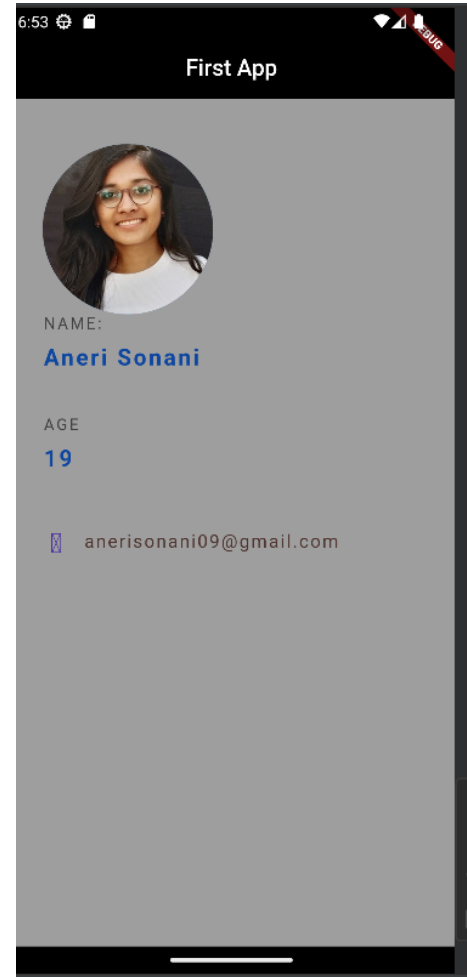 6:53
DEBUG
First App
NAME:
Aneri Sonani
AGE
19
anerisonani09@gmail.com